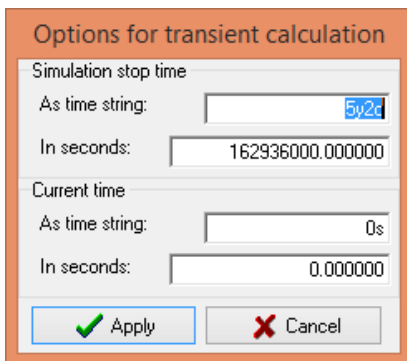 Options for transient calculation
Simulation stop time
As time string: 5y2c
In seconds: 162936000.000000
Current time
As time string: 0s
In seconds: 0.000000
Apply Cancel